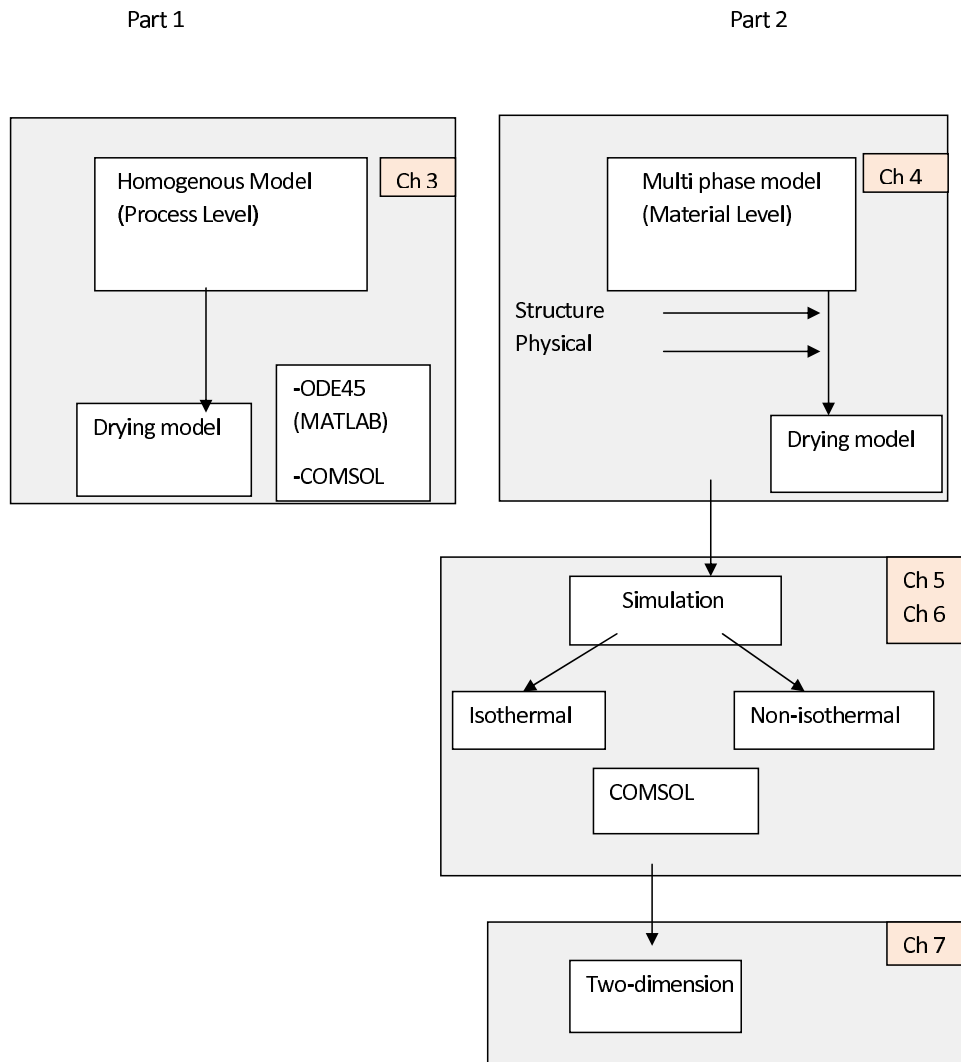 Part 1
Part 2
Homogenous Model
(Process Level)
Ch 3
-ODE45
(MATLAB)
-COMSOL
Drying model
Multi phase model
(Material Level)
Ch 4
Structure
Physical
Drying model
Simulation
Ch 5
Ch 6
Isothermal
Non-isothermal
COMSOL
Ch 7
Two-dimension